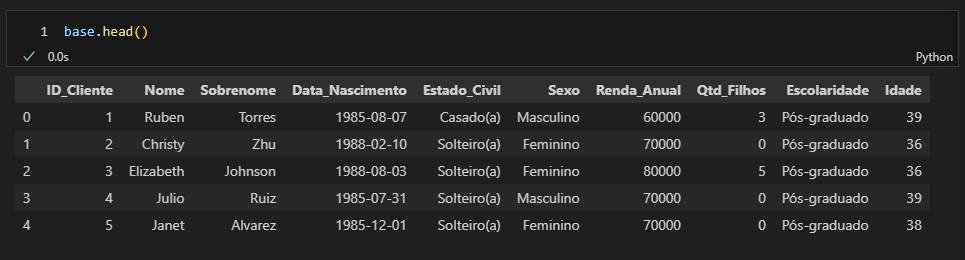 1 base.head()
0.0s Python
ID_Cliente Nome Sobrenome Data_Nascimento Estado_Civil Sexo Renda_Anual Qtd_Filhos Escolaridade Idade
0 1 Ruben Torres 1985-08-07 Casado(a) Masculino 60000 3 Pós-graduado 39
1 2 Christy Zhu 1988-02-10 Solteiro(a) Feminino 70000 0 Pós-graduado 36
2 3 Elizabeth Johnson 1988-08-03 Solteiro(a) Feminino 80000 5 Pós-graduado 36
3 4 Julio Ruiz 1985-07-31 Solteiro(a) Masculino 70000 0 Pós-graduado 39
4 5 Janet Alvarez 1985-12-01 Solteiro(a) Feminino 70000 0 Pós-graduado 38